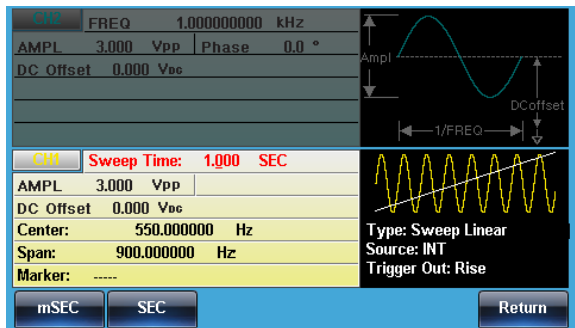 CH2 FREQ 1.000000000 kHz
AMPL 3.000 VPP Phase 0.0 °
DC Offset 0.000 VDC
Ampl
DCoffset
1/FREQ
CH1 Sweep Time: 1.000 SEC
AMPL 3.000 VPP
DC Offset 0.000 VDC
Center: 550.000000 Hz
Span: 900.000000 Hz
Marker: -----
Type: Sweep Linear
Source: INT
Trigger Out: Rise
mSEC SEC Return